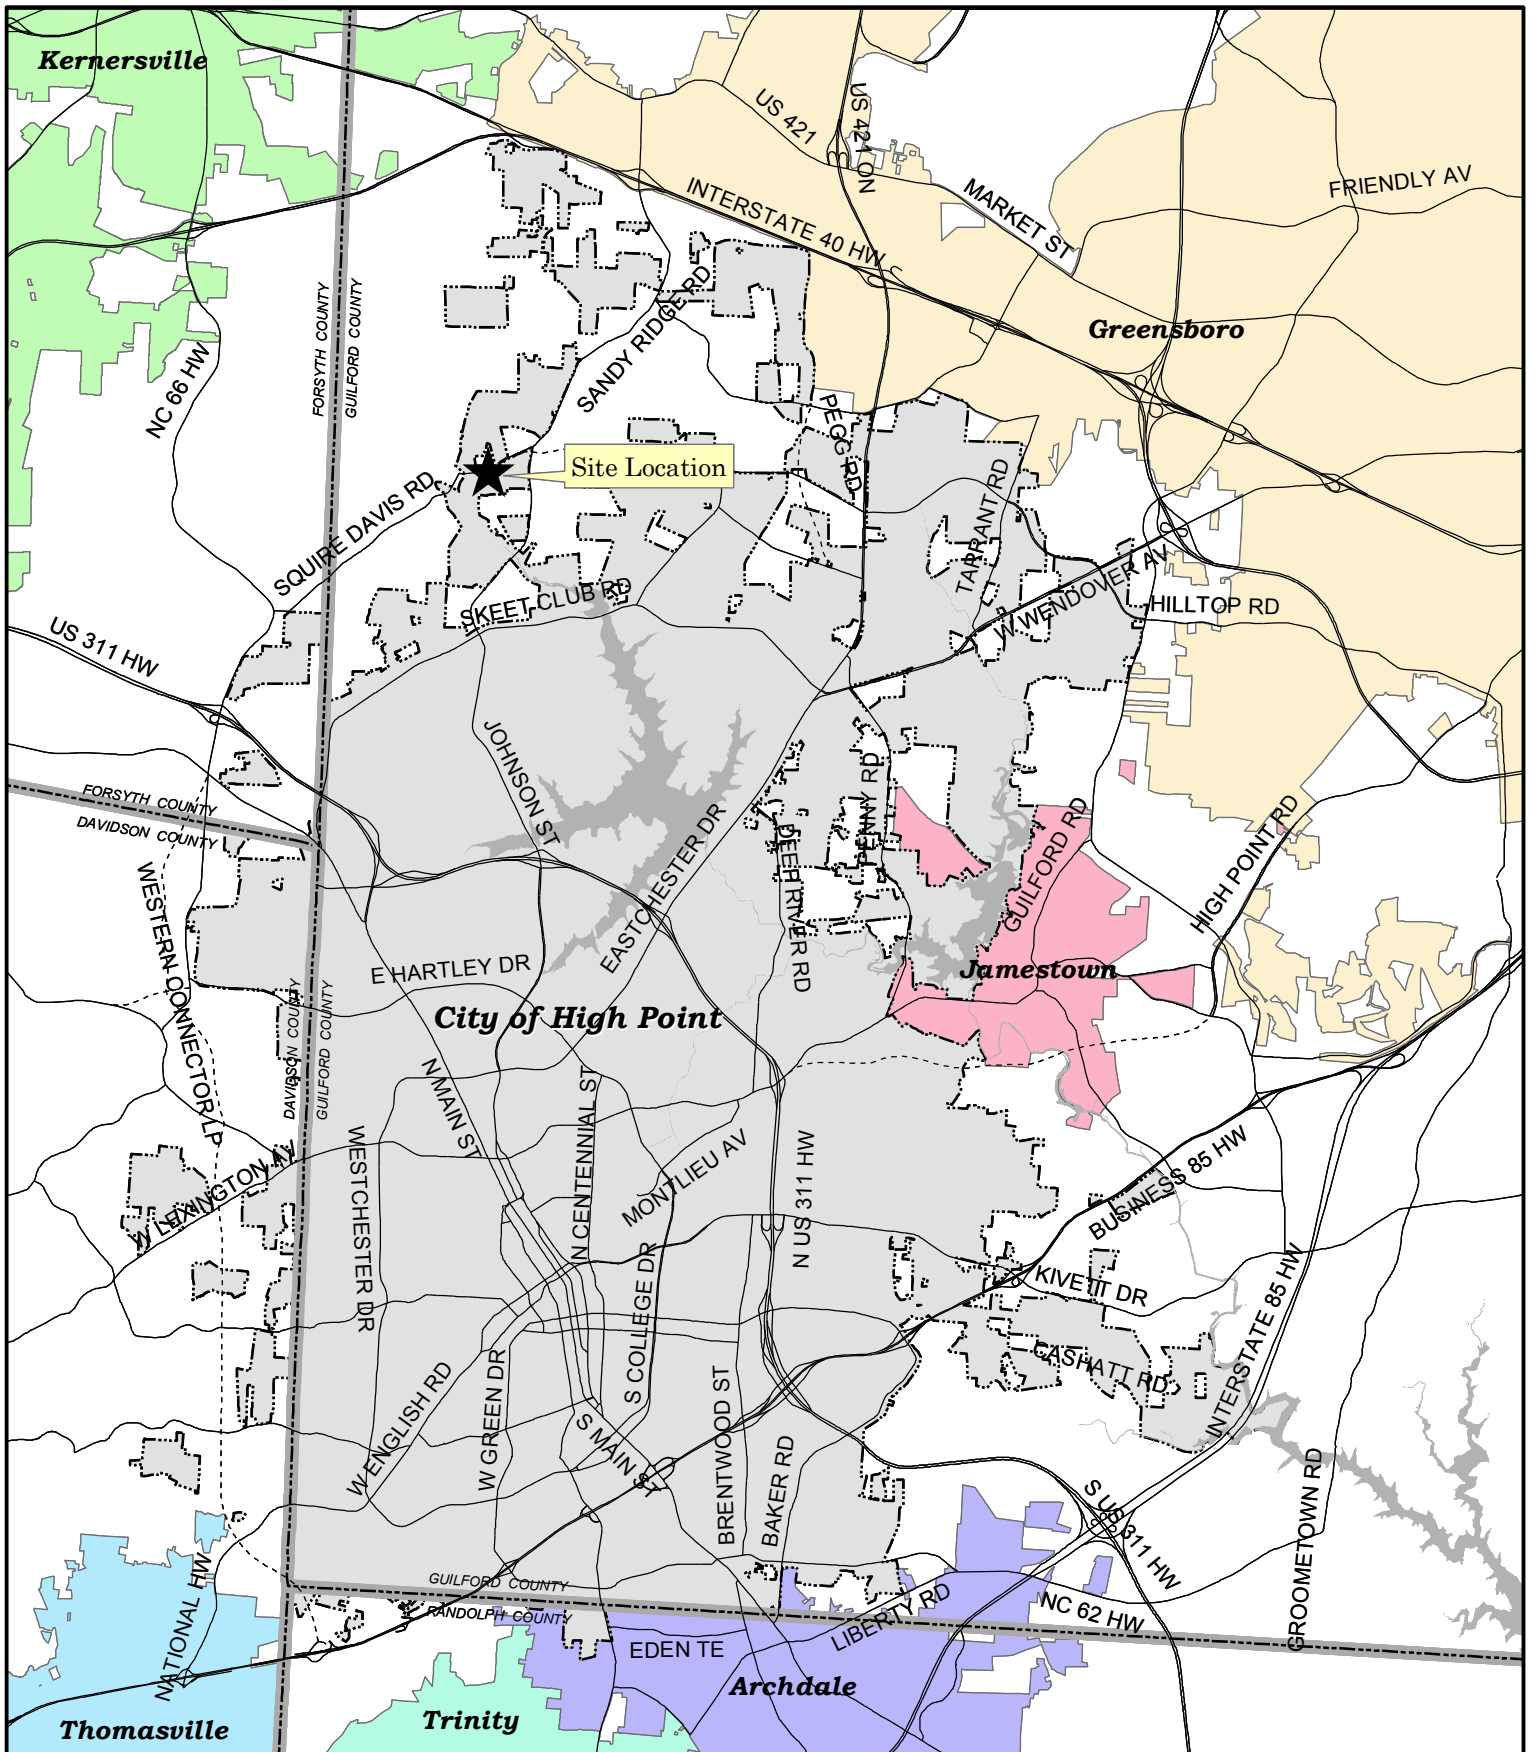 Kernersville
US 421
US 421 ON
FRIENDLY AV
INTERSTATE 40 HW
MARKET ST
FORSYTH COUNTY
GUILFORD COUNTY
SANDY RIDGE RD
Greensboro
NC 66 HW
PEGG RD
Site Location
SQUIRE DAVIS RD
TARRANT RD
SKEET CLUB RD
W WENDOVER AV
HILLTOP RD
US 311 HW
JOHNSON ST
PENNY RD
FORSYTH COUNTY
DAVIDSON COUNTY
EASTCHESTER DR
DEEP RIVER RD
GUILFORD RD
HIGH POINT RD
WESTERN CONNECTOR LP
E HARTLEY DR
Jamestown
City of High Point
DAVIDSON COUNTY
GUILFORD COUNTY
N MAIN ST
N CENTENNIAL ST
MONTLIEU AV
N US 311 HW
BUSINESS 85 HW
WESTCHESTER DR
W LEXINGTON AV
S COLLEGE DR
KIVETT DR
INTERSTATE 85 HW
CASHATT RD
W ENGLISH RD
W GREEN DR
S MAIN ST
BRENTWOOD ST
BAKER RD
S US 311 HW
GROOMETOWN RD
NATIONAL HW
GUILFORD COUNTY
RANDOLPH COUNTY
LIBERTY RD
NC 62 HW
EDEN TE
Archdale
Trinity
Thomasville